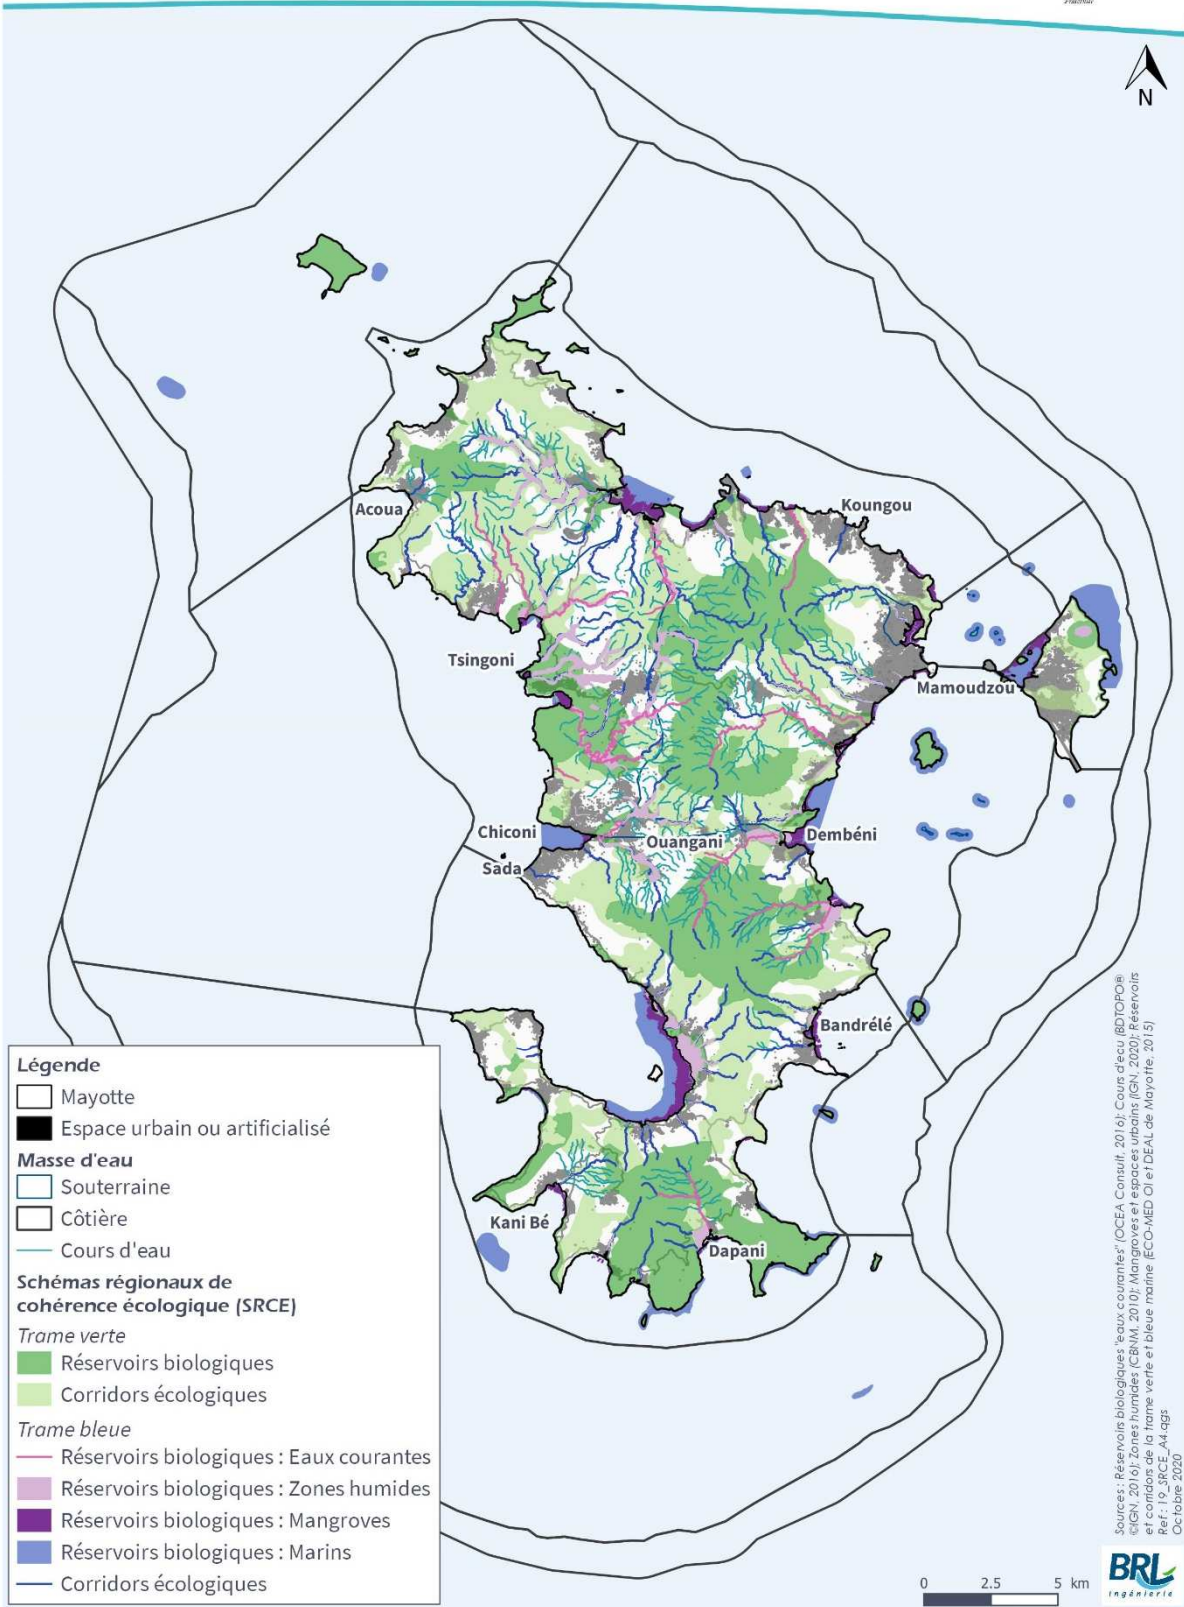 N
Acoua
Koungou
Tsingoni
Mamoudzou
Chiconi
Ouangani
Dembéni
Sada
Bandrélé
Kani Bé
Dapani
Légende
Mayotte
Espace urbain ou artificialisé
Masse d'eau
Souterraine
Côtière
Cours d'eau
Schémas régionaux de
cohérence écologique (SRCE)
Trame verte
Réservoirs biologiques
Corridors écologiques
Trame bleue
Réservoirs biologiques : Eaux courantes
Réservoirs biologiques : Zones humides
Réservoirs biologiques : Mangroves
Réservoirs biologiques : Marins
Corridors écologiques
Sources : Réservoirs biologiques "eaux courantes" (OCEA Consult, 2016); Cours d'eau (BDTOPO®
©IGN, 2016); Zones humides (CBNM, 2010); Mangroves et espaces urbains (IGN, 2020); Réservoirs
et corridors de la trame verte et bleue marine (ECO-MED OI et DEAL de Mayotte, 2015)
Ref : 19_SRCE_A4.qgs
Octobre 2020
0 2.5 5 km
BRL
Ingénierie